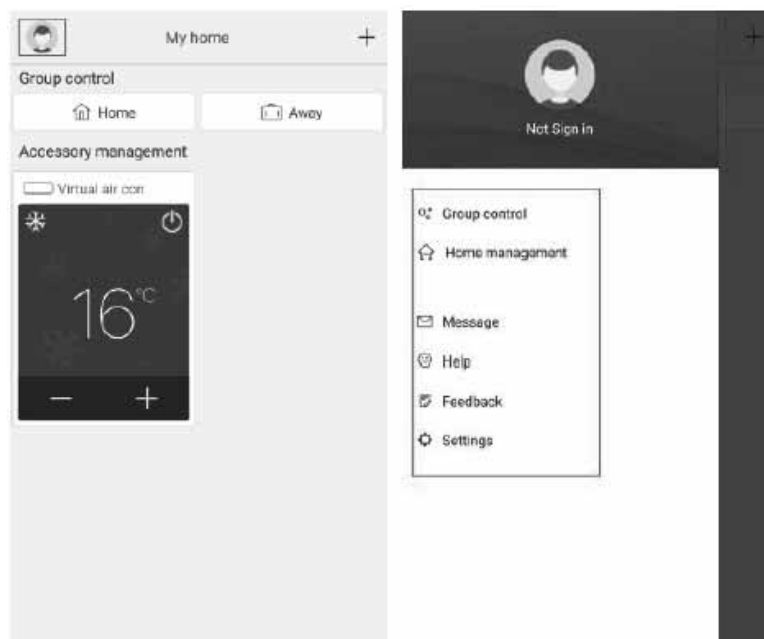 My home
+
Group control
Home
Away
Accessory management
Virtual air con
16°C
− +
Not Sign in
+
Group control
Home management
Message
Help
Feedback
Settings